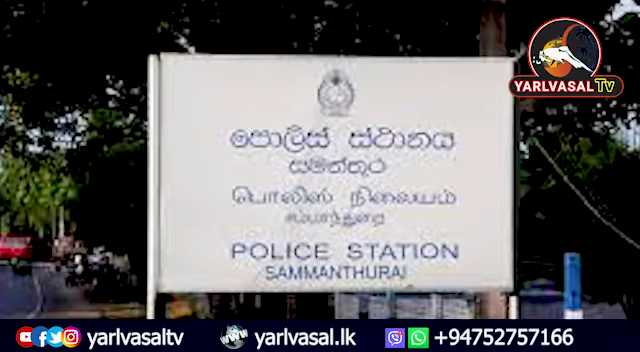 YARLVASAL Tv
පොලිස් ස්ථානය
සමන්තුර
பொலிஸ் நிலையம்
சம்மாந்துறை
POLICE STATION
SAMMANTHURAI
yarlvasaltv
yarlvasal.lk
+94752757166